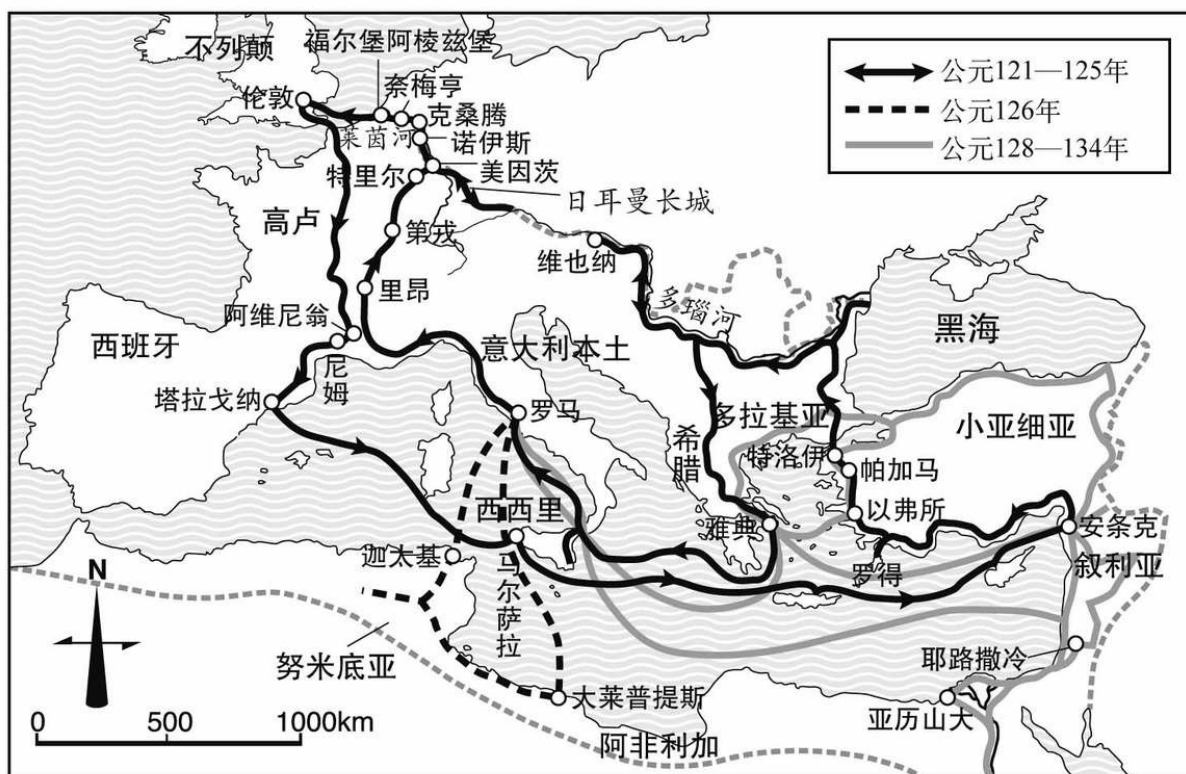 不列颠
福尔堡阿棱兹堡
公元121—125年
公元126年
公元128—134年
伦敦
奈梅亨
克桑腾
莱茵河
诺伊斯
特里尔
美因茨
日耳曼长城
高卢
第戎
维也纳
里昂
多瑙河
黑海
阿维尼翁
西班牙
意大利本土
尼姆
塔拉戈纳
罗马
多拉基亚
小亚细亚
希腊
特洛伊
帕加马
西西里
雅典
以弗所
安条克
迦太基
马尔萨拉
罗得
叙利亚
N
努米底亚
耶路撒冷
大莱普提斯
亚历山大
0 500 1000km
阿非利加